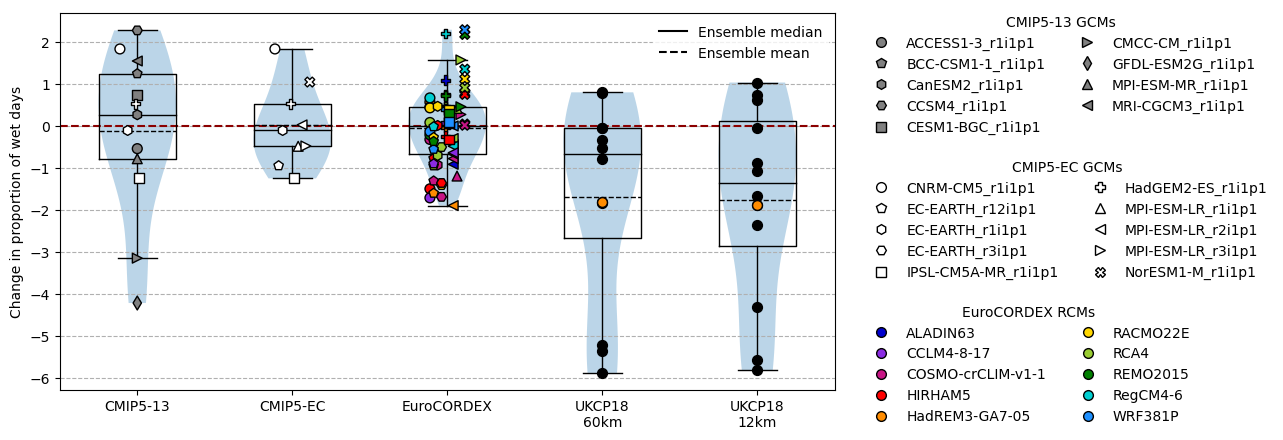 Change in proportion of wet days
2
1
0
−1
−2
−3
−4
−5
−6
Ensemble median
Ensemble mean
CMIP5-13
CMIP5-EC
EuroCORDEX
UKCP18
60km
UKCP18
12km
CMIP5-13 GCMs
ACCESS1-3_r1i1p1
BCC-CSM1-1_r1i1p1
CanESM2_r1i1p1
CCSM4_r1i1p1
CESM1-BGC_r1i1p1
CMCC-CM_r1i1p1
GFDL-ESM2G_r1i1p1
MPI-ESM-MR_r1i1p1
MRI-CGCM3_r1i1p1
CMIP5-EC GCMs
CNRM-CM5_r1i1p1
EC-EARTH_r12i1p1
EC-EARTH_r1i1p1
EC-EARTH_r3i1p1
IPSL-CM5A-MR_r1i1p1
HadGEM2-ES_r1i1p1
MPI-ESM-LR_r1i1p1
MPI-ESM-LR_r2i1p1
MPI-ESM-LR_r3i1p1
NorESM1-M_r1i1p1
EuroCORDEX RCMs
ALADIN63
CCLM4-8-17
COSMO-crCLIM-v1-1
HIRHAM5
HadREM3-GA7-05
RACMO22E
RCA4
REMO2015
RegCM4-6
WRF381P